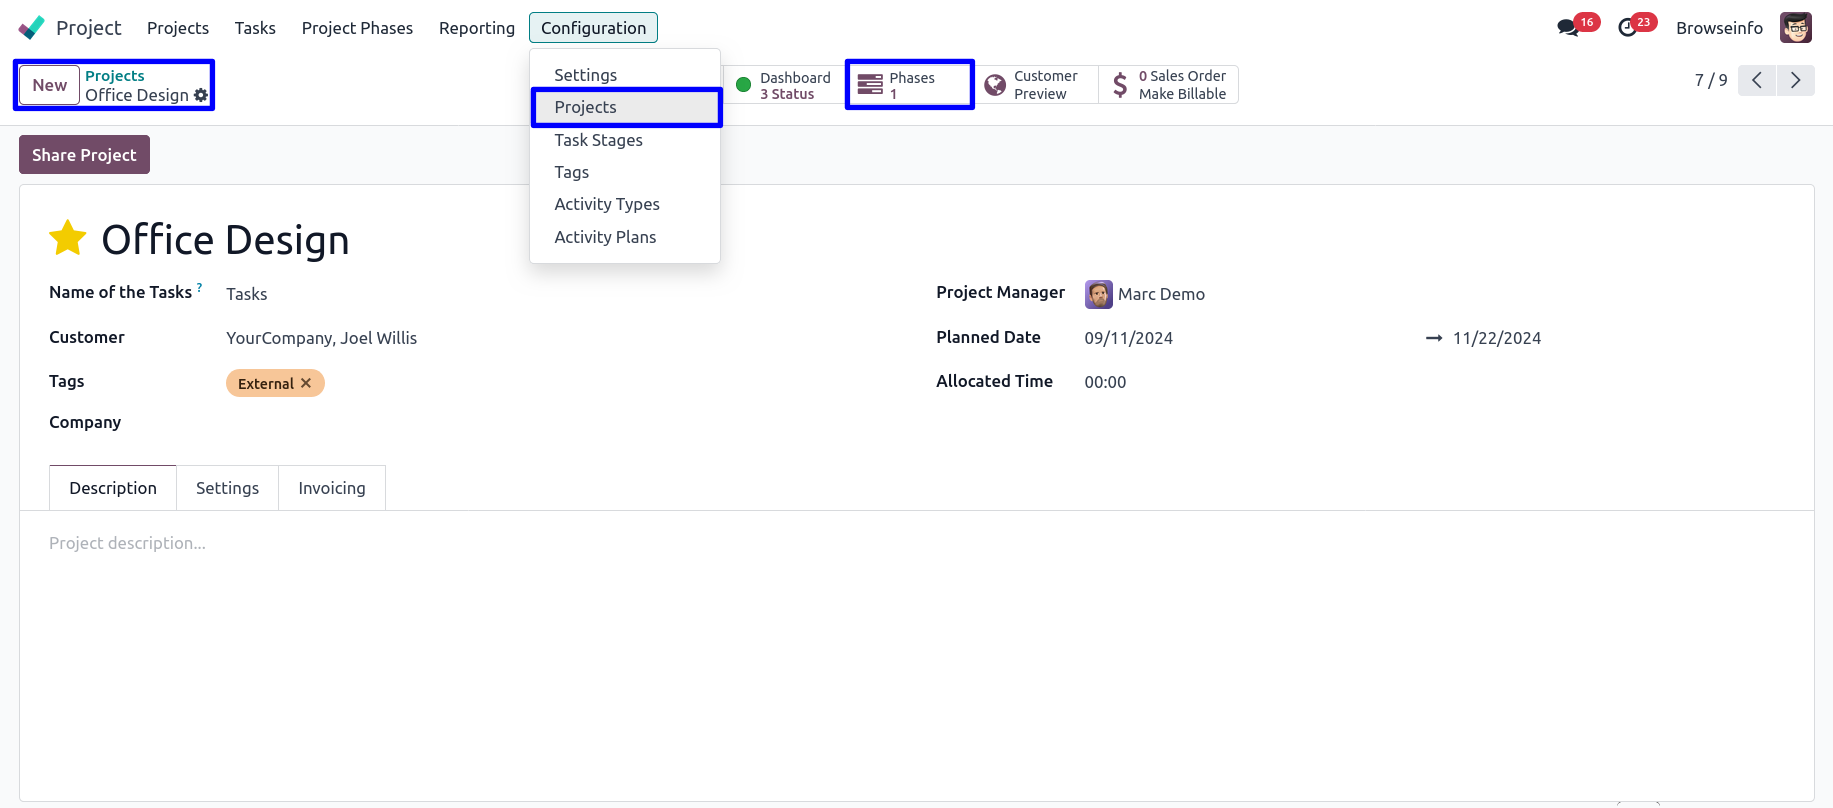 Project Projects Tasks Project Phases Reporting Configuration 16 23 Browseinfo
New Projects
Office Design
Settings
Projects
Task Stages
Tags
Activity Types
Activity Plans
Dashboard
3 Status
Phases
1
Customer
Preview
0 Sales Order
Make Billable
7 / 9
Share Project
Office Design
Name of the Tasks ? Tasks
Customer YourCompany, Joel Willis
Tags External ✕
Company
Project Manager Marc Demo
Planned Date 09/11/2024 → 11/22/2024
Allocated Time 00:00
Description Settings Invoicing
Project description...